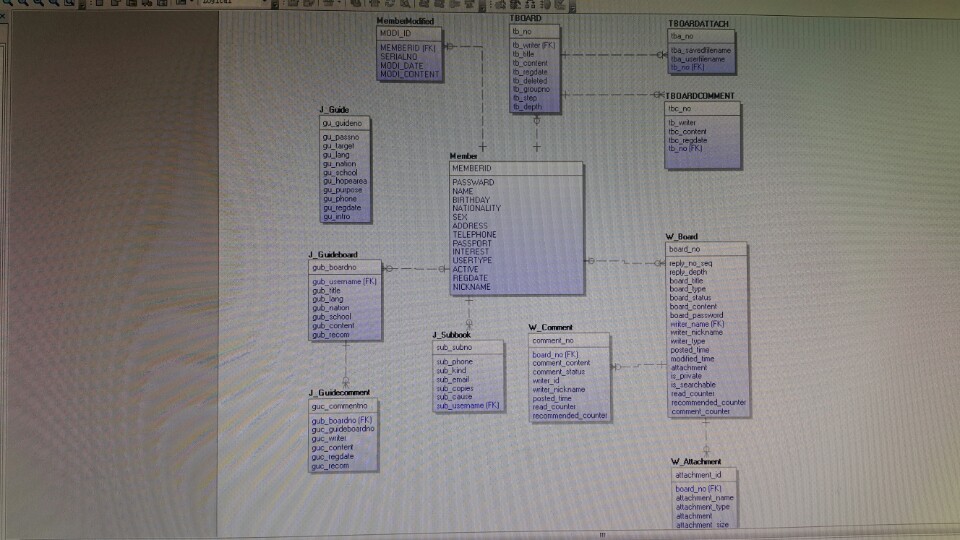 Logical
MemberModified
MODI_ID
MEMBERID (FK)
SERIALNO
MODI_DATE
MODI_CONTENT
TBOARD
tb_no
tb_writer (FK)
tb_title
tb_content
tb_regdate
tb_deleted
tb_groupno
tb_step
tb_depth
TBOARDATTACH
tba_no
tba_savedfilename
tba_userfilename
tb_no (FK)
TBOARDCOMMENT
tbc_no
tb_writer
tbc_content
tbc_regdate
tb_no (FK)
J_Guide
gu_guideno
gu_passno
gu_target
gu_lang
gu_nation
gu_school
gu_hopearea
gu_purpose
gu_phone
gu_regdate
gu_intro
Member
MEMBERID
PASSWARD
NAME
BIRTHDAY
NATIONALITY
SEX
ADDRESS
TELEPHONE
PASSPORT
INTEREST
USERTYPE
ACTIVE
REGDATE
NICKNAME
J_Guideboard
gub_boardno
gub_username (FK)
gub_title
gub_lang
gub_nation
gub_school
gub_content
gub_recom
W_Board
board_no
reply_no_seq
reply_depth
board_title
board_type
board_status
board_content
board_password
writer_name (FK)
writer_nickname
writer_type
posted_time
modified_time
attachment
is_private
is_searchable
read_counter
recommended_counter
comment_counter
J_Subbook
sub_subno
sub_phone
sub_kind
sub_email
sub_copies
sub_cause
sub_username (FK)
W_Comment
comment_no
board_no (FK)
comment_content
comment_status
writer_id
writer_nickname
posted_time
read_counter
recommended_counter
J_Guidecomment
guc_commentno
gub_boardno (FK)
guc_guideboardno
guc_writer
guc_content
guc_regdate
guc_recom
W_Attachment
attachment_id
board_no (FK)
attachment_name
attachment_type
attachment
attachment_size